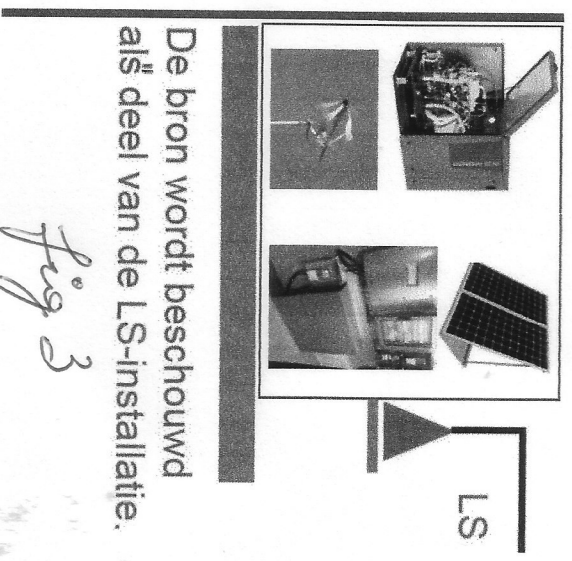 LS
De bron wordt beschouwd
als deel van de LS-installatie.
fig 3